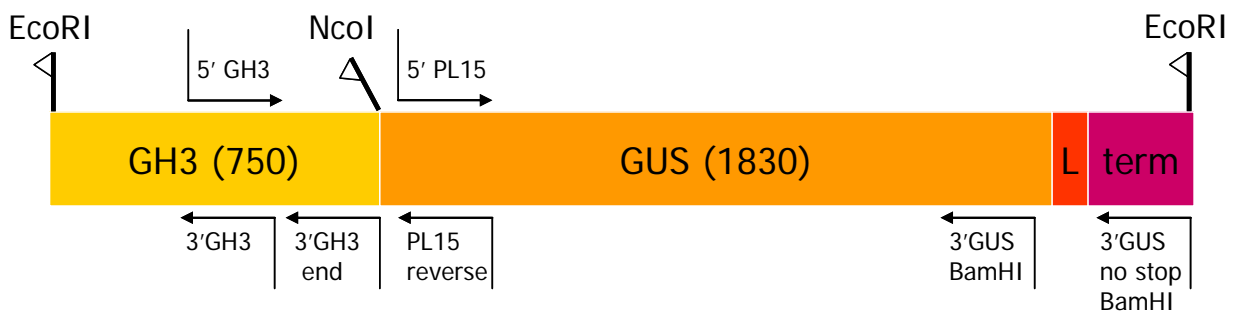 EcoRI
NcoI
EcoRI
5' GH3
5' PL15
GH3 (750)
GUS (1830)
L
term
3'GH3
3'GH3
end
PL15
reverse
3'GUS
BamHI
3'GUS
no stop
BamHI